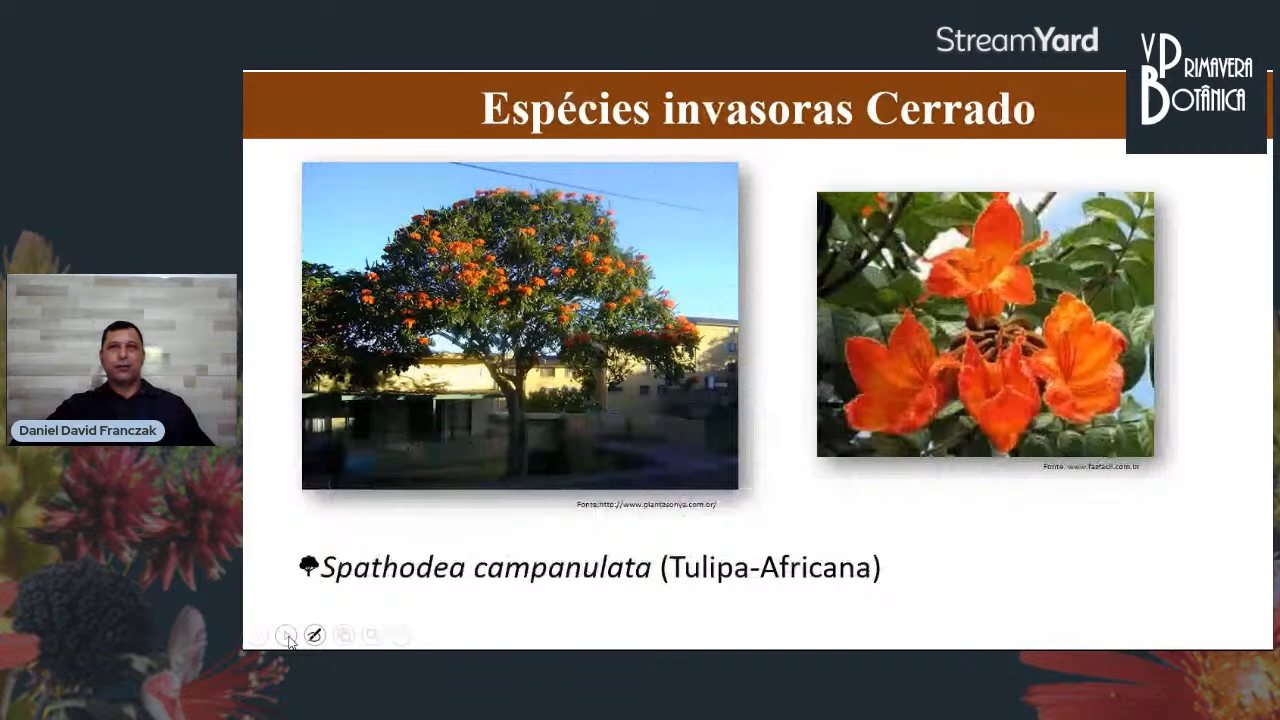 StreamYard
V PRIMAVERA
BOTÂNICA
Espécies invasoras Cerrado
Daniel David Franczak
Fonte: www.fazfacil.com.br
Fonte:http://www.plantasonya.com.br/
Spathodea campanulata (Tulipa-Africana)